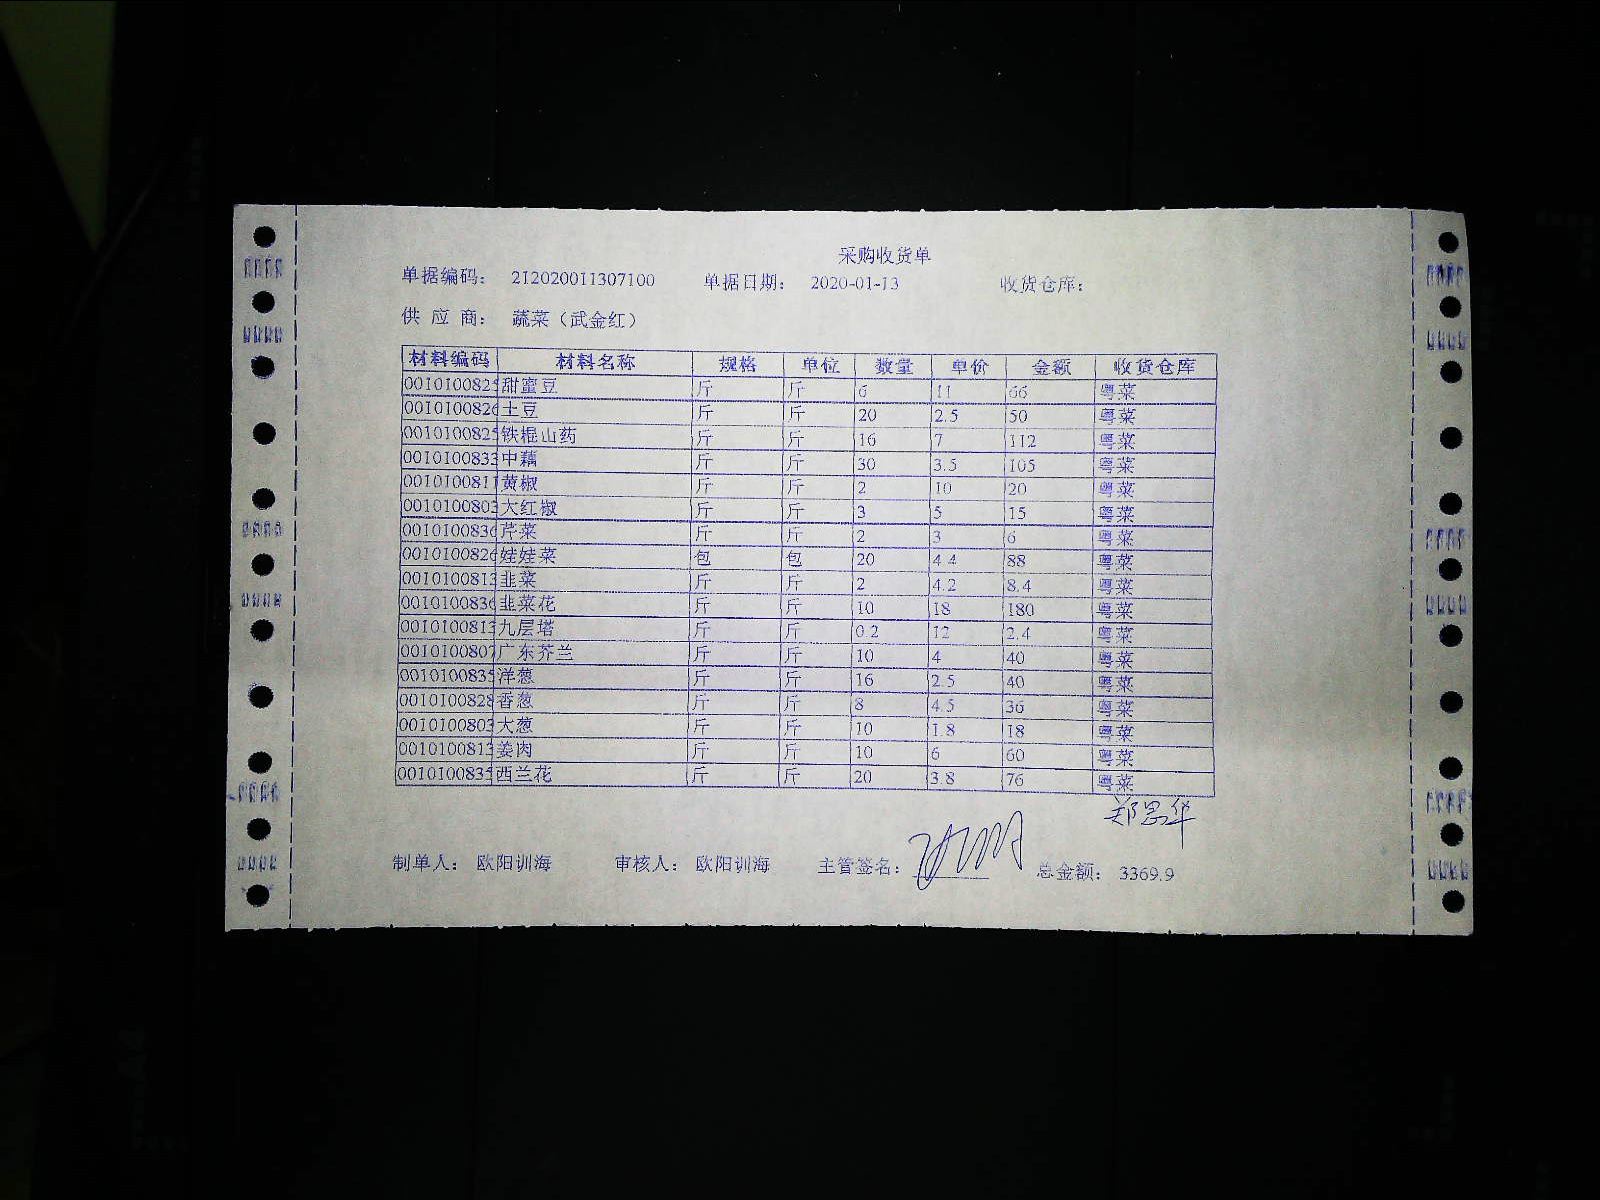 采购收货单
单据编码： 212020011307100 单据日期： 2020-01-13 收货仓库：
供 应 商： 蔬菜（武金红）
材料编码 材料名称 规格 单位 数量 单价 金额 收货仓库
0010100825 甜蜜豆 斤 斤 6 11 66 粤菜
0010100826 土豆 斤 斤 20 2.5 50 粤菜
0010100825 铁棍山药 斤 斤 16 7 112 粤菜
0010100833 中藕 斤 斤 30 3.5 105 粤菜
0010100811 黄椒 斤 斤 2 10 20 粤菜
0010100803 大红椒 斤 斤 3 5 15 粤菜
0010100836 芹菜 斤 斤 2 3 6 粤菜
0010100826 娃娃菜 包 包 20 4.4 88 粤菜
0010100813 韭菜 斤 斤 2 4.2 8.4 粤菜
0010100836 韭菜花 斤 斤 10 18 180 粤菜
0010100813 九层塔 斤 斤 0.2 12 2.4 粤菜
0010100807 广东芥兰 斤 斤 10 4 40 粤菜
0010100835 洋葱 斤 斤 16 2.5 40 粤菜
0010100828 香葱 斤 斤 8 4.5 36 粤菜
0010100803 大葱 斤 斤 10 1.8 18 粤菜
0010100813 姜肉 斤 斤 10 6 60 粤菜
0010100835 西兰花 斤 斤 20 3.8 76 粤菜
郑思华
制单人： 欧阳训海 审核人： 欧阳训海 主管签名： 总金额： 3369.9